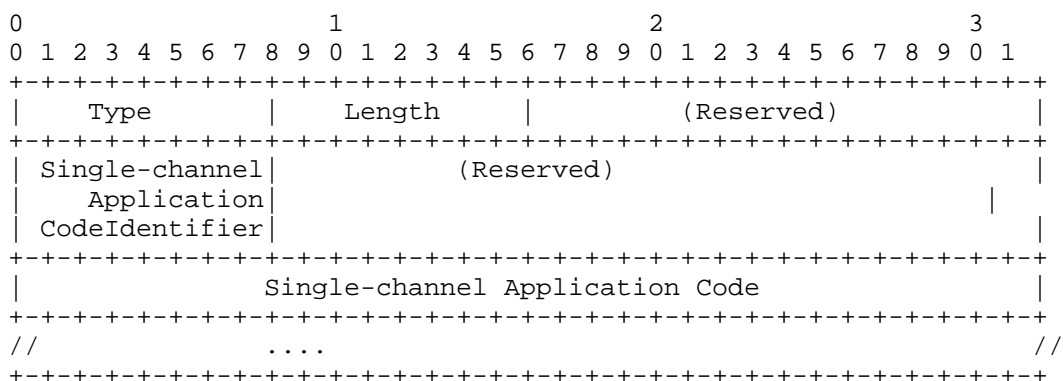 0                   1                   2                   3
0 1 2 3 4 5 6 7 8 9 0 1 2 3 4 5 6 7 8 9 0 1 2 3 4 5 6 7 8 9 0 1
+-+-+-+-+-+-+-+-+-+-+-+-+-+-+-+-+-+-+-+-+-+-+-+-+-+-+-+-+-+-+-+-+
|    Type       |    Length     |         (Reserved)            |
+-+-+-+-+-+-+-+-+-+-+-+-+-+-+-+-+-+-+-+-+-+-+-+-+-+-+-+-+-+-+-+-+
| Single-channel|           (Reserved)                          |
|    Application|                                            |
| CodeIdentifier|                                               |
+-+-+-+-+-+-+-+-+-+-+-+-+-+-+-+-+-+-+-+-+-+-+-+-+-+-+-+-+-+-+-+-+
|               Single-channel Application Code                 |
+-+-+-+-+-+-+-+-+-+-+-+-+-+-+-+-+-+-+-+-+-+-+-+-+-+-+-+-+-+-+-+-+
//              ....                                            //
+-+-+-+-+-+-+-+-+-+-+-+-+-+-+-+-+-+-+-+-+-+-+-+-+-+-+-+-+-+-+-+-+